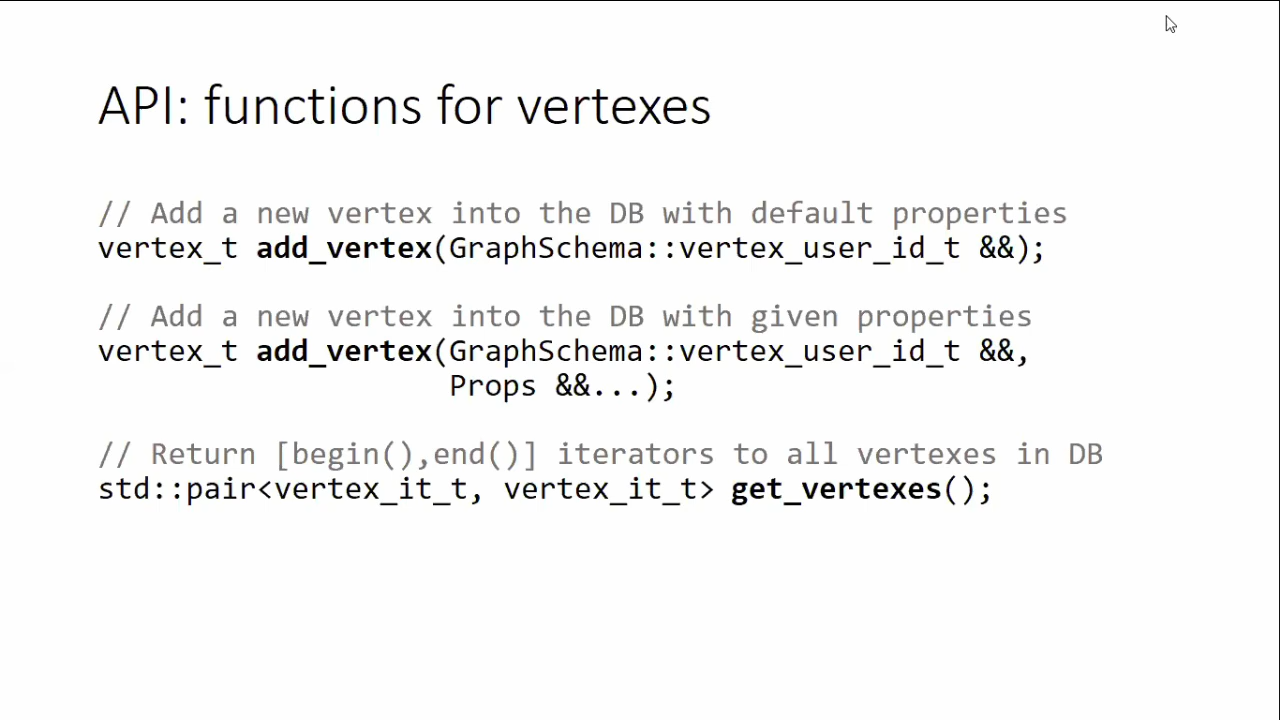 API: functions for vertexes
// Add a new vertex into the DB with default properties
vertex_t add_vertex(GraphSchema::vertex_user_id_t &&);
// Add a new vertex into the DB with given properties
vertex_t add_vertex(GraphSchema::vertex_user_id_t &&,
Props &&...);
// Return [begin(),end()] iterators to all vertexes in DB
std::pair<vertex_it_t, vertex_it_t> get_vertexes();